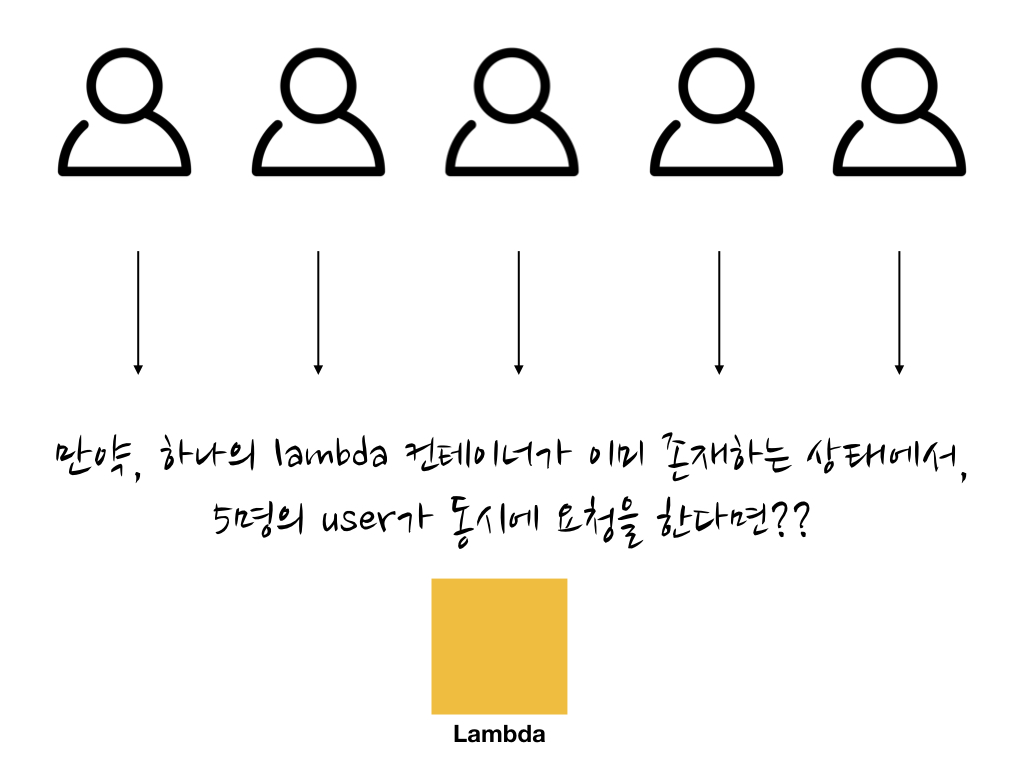 만약, 하나의 lambda 컨테이너가 이미 존재하는 상태에서,
5명의 user가 동시에 요청을 한다면??
Lambda